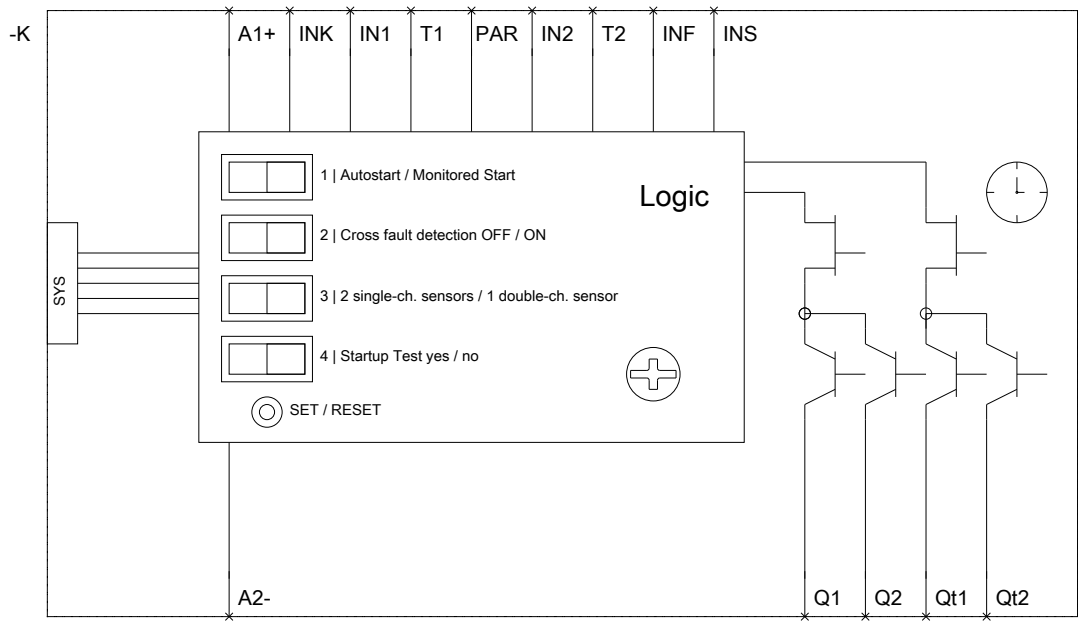 -K A1+ INK IN1 T1 PAR IN2 T2 INF INS
1 | Autostart / Monitored Start
Logic
2 | Cross fault detection OFF / ON
SYS
3 | 2 single-ch. sensors / 1 double-ch. sensor
4 | Startup Test yes / no
SET / RESET
A2- Q1 Q2 Qt1 Qt2